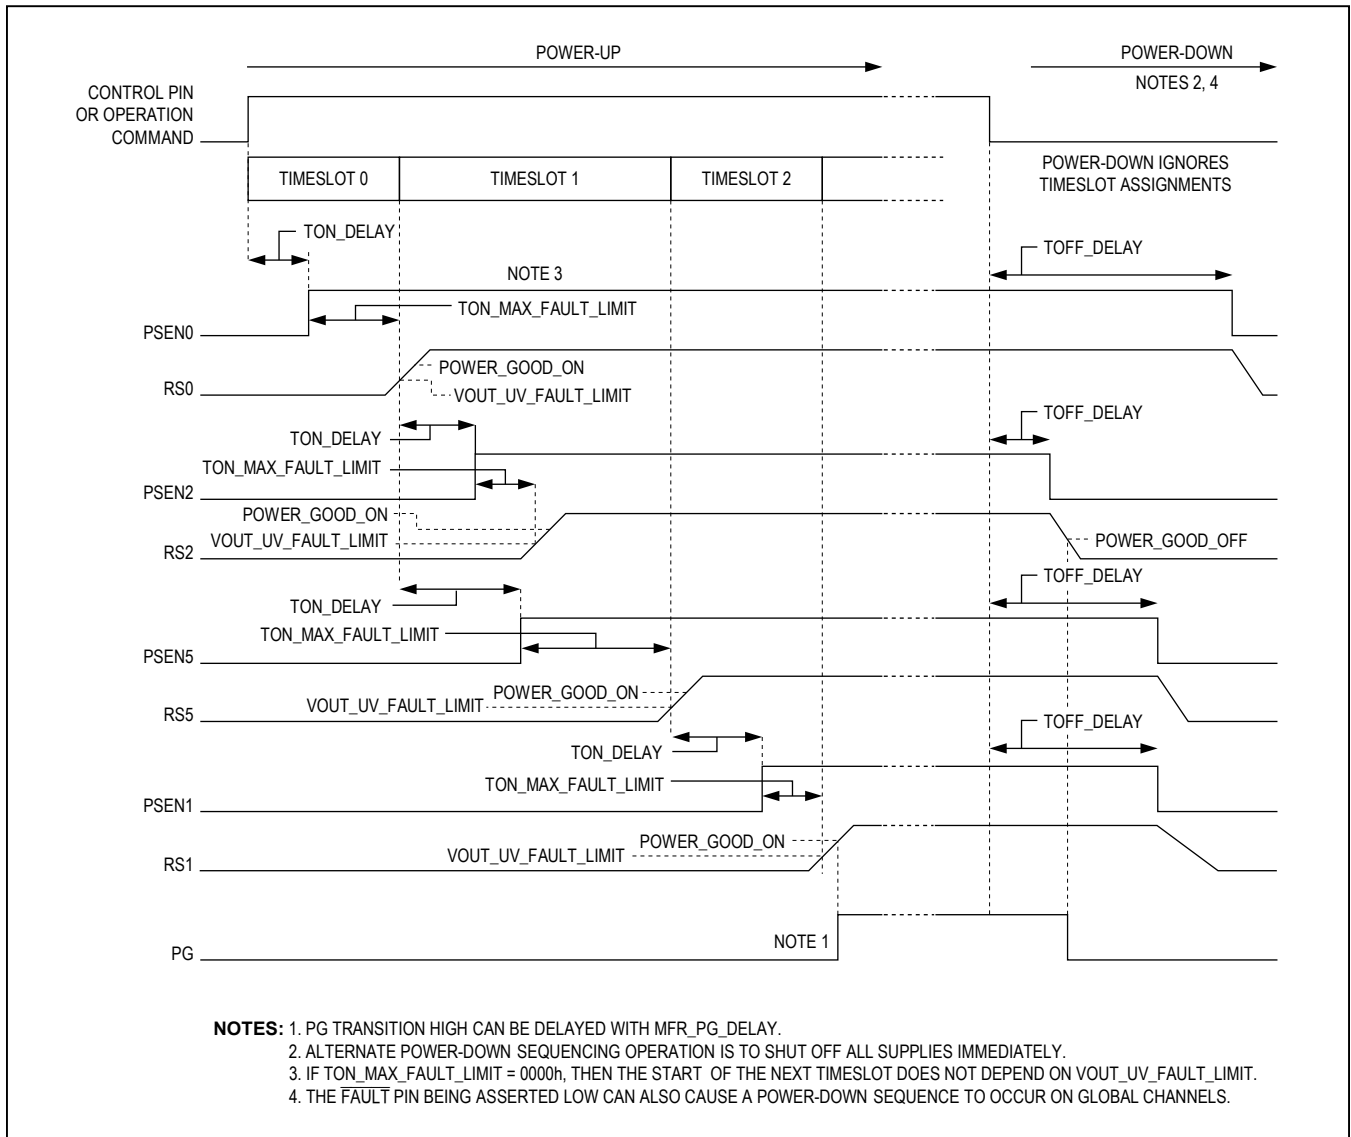 POWER-UP
POWER-DOWN
NOTES 2, 4
CONTROL PIN
OR OPERATION
COMMAND
TIMESLOT 0
TIMESLOT 1
TIMESLOT 2
POWER-DOWN IGNORES
TIMESLOT ASSIGNMENTS
TON_DELAY
TOFF_DELAY
NOTE 3
TON_MAX_FAULT_LIMIT
PSEN0
POWER_GOOD_ON
RS0
VOUT_UV_FAULT_LIMIT
TOFF_DELAY
TON_DELAY
TON_MAX_FAULT_LIMIT
PSEN2
POWER_GOOD_ON
VOUT_UV_FAULT_LIMIT
POWER_GOOD_OFF
RS2
TOFF_DELAY
TON_DELAY
TON_MAX_FAULT_LIMIT
PSEN5
POWER_GOOD_ON
VOUT_UV_FAULT_LIMIT
RS5
TOFF_DELAY
TON_DELAY
TON_MAX_FAULT_LIMIT
PSEN1
POWER_GOOD_ON
VOUT_UV_FAULT_LIMIT
RS1
NOTE 1
PG
NOTES: 1. PG TRANSITION HIGH CAN BE DELAYED WITH MFR_PG_DELAY.
2. ALTERNATE POWER-DOWN SEQUENCING OPERATION IS TO SHUT OFF ALL SUPPLIES IMMEDIATELY.
3. IF TON_MAX_FAULT_LIMIT = 0000h, THEN THE START OF THE NEXT TIMESLOT DOES NOT DEPEND ON VOUT_UV_FAULT_LIMIT.
4. THE FAULT PIN BEING ASSERTED LOW CAN ALSO CAUSE A POWER-DOWN SEQUENCE TO OCCUR ON GLOBAL CHANNELS.